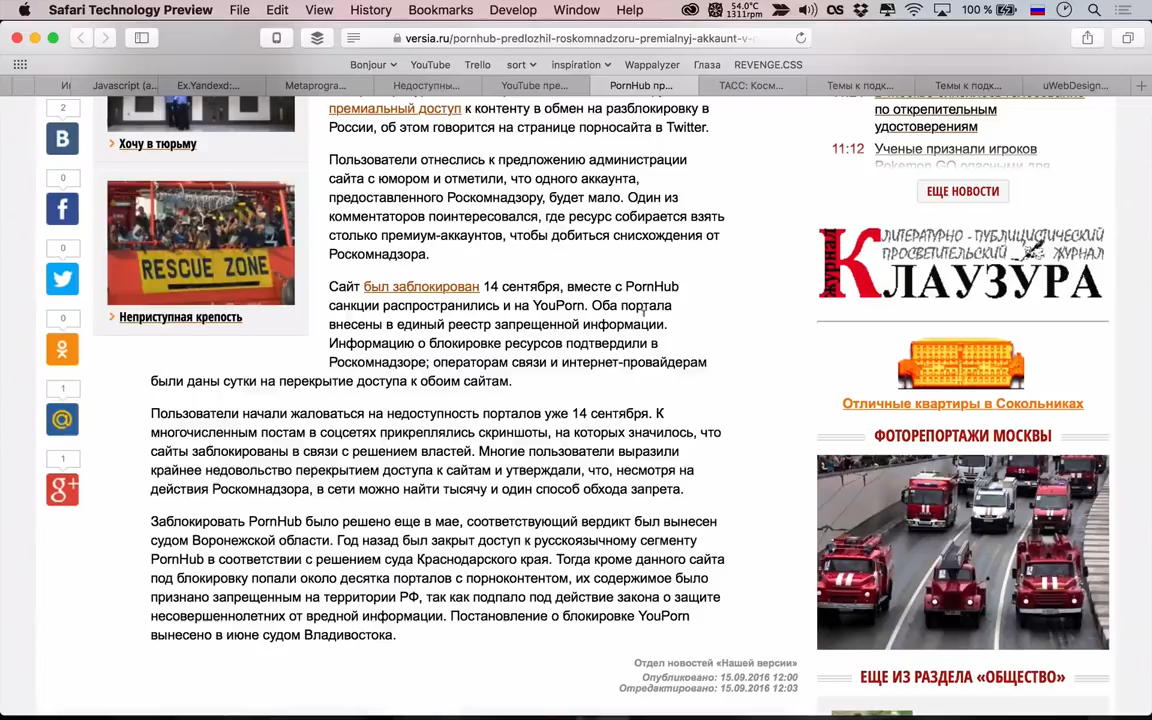 Safari Technology Preview File Edit View History Bookmarks Develop Window Help 54.0°C 1311rpm 100 %
versia.ru/pornhub-predlozhil-roskomnadzoru-premialnyj-akkaunt-v-
Bonjour YouTube Trello sort inspiration Wappalyzer Глаза REVENGE.CSS
Javascript (a... Ex.Yandexd:... Metaprogra... Недоступны... YouTube пре... PornHub пр... ТАСС: Косм... Темы к подк... Темы к подк... uWebDesign...
2
0
0
0
1
1
Хочу в тюрьму
RESCUE ZONE
Неприступная крепость
премиальный доступ к контенту в обмен на разблокировку в
России, об этом говорится на странице порносайта в Twitter.
Пользователи отнеслись к предложению администрации
сайта с юмором и отметили, что одного аккаунта,
предоставленного Роскомнадзору, будет мало. Один из
комментаторов поинтересовался, где ресурс собирается взять
столько премиум-аккаунтов, чтобы добиться снисхождения от
Роскомнадзора.
Сайт был заблокирован 14 сентября, вместе с PornHub
санкции распространились и на YouPorn. Оба портала
внесены в единый реестр запрещенной информации.
Информацию о блокировке ресурсов подтвердили в
Роскомнадзоре; операторам связи и интернет-провайдерам
были даны сутки на перекрытие доступа к обоим сайтам.
Пользователи начали жаловаться на недоступность порталов уже 14 сентября. К
многочисленным постам в соцсетях прикреплялись скриншоты, на которых значилось, что
сайты заблокированы в связи с решением властей. Многие пользователи выразили
крайнее недовольство перекрытием доступа к сайтам и утверждали, что, несмотря на
действия Роскомнадзора, в сети можно найти тысячу и один способ обхода запрета.
Заблокировать PornHub было решено еще в мае, соответствующий вердикт был вынесен
судом Воронежской области. Год назад был закрыт доступ к русскоязычному сегменту
PornHub в соответствии с решением суда Краснодарского края. Тогда кроме данного сайта
под блокировку попали около десятка порталов с порноконтентом, их содержимое было
признано запрещенным на территории РФ, так как подпало под действие закона о защите
несовершеннолетних от вредной информации. Постановление о блокировке YouPorn
вынесено в июне судом Владивостока.
Отдел новостей «Нашей версии»
Опубликовано: 15.09.2016 12:00
Отредактировано: 15.09.2016 12:03
по открепительным
удостоверениям
11:12 Ученые признали игроков
Pokemon GO опасными для
ЕЩЕ НОВОСТИ
журнал
ЛИТЕРАТУРНО - ПУБЛИЦИСТИЧЕСКИЙ
ПРОСВЕТИТЕЛЬСКИЙ ЖУРНАЛ
КЛАУЗУРА
Отличные квартиры в Сокольниках
ФОТОРЕПОРТАЖИ МОСКВЫ
ЕЩЕ ИЗ РАЗДЕЛА «ОБЩЕСТВО»